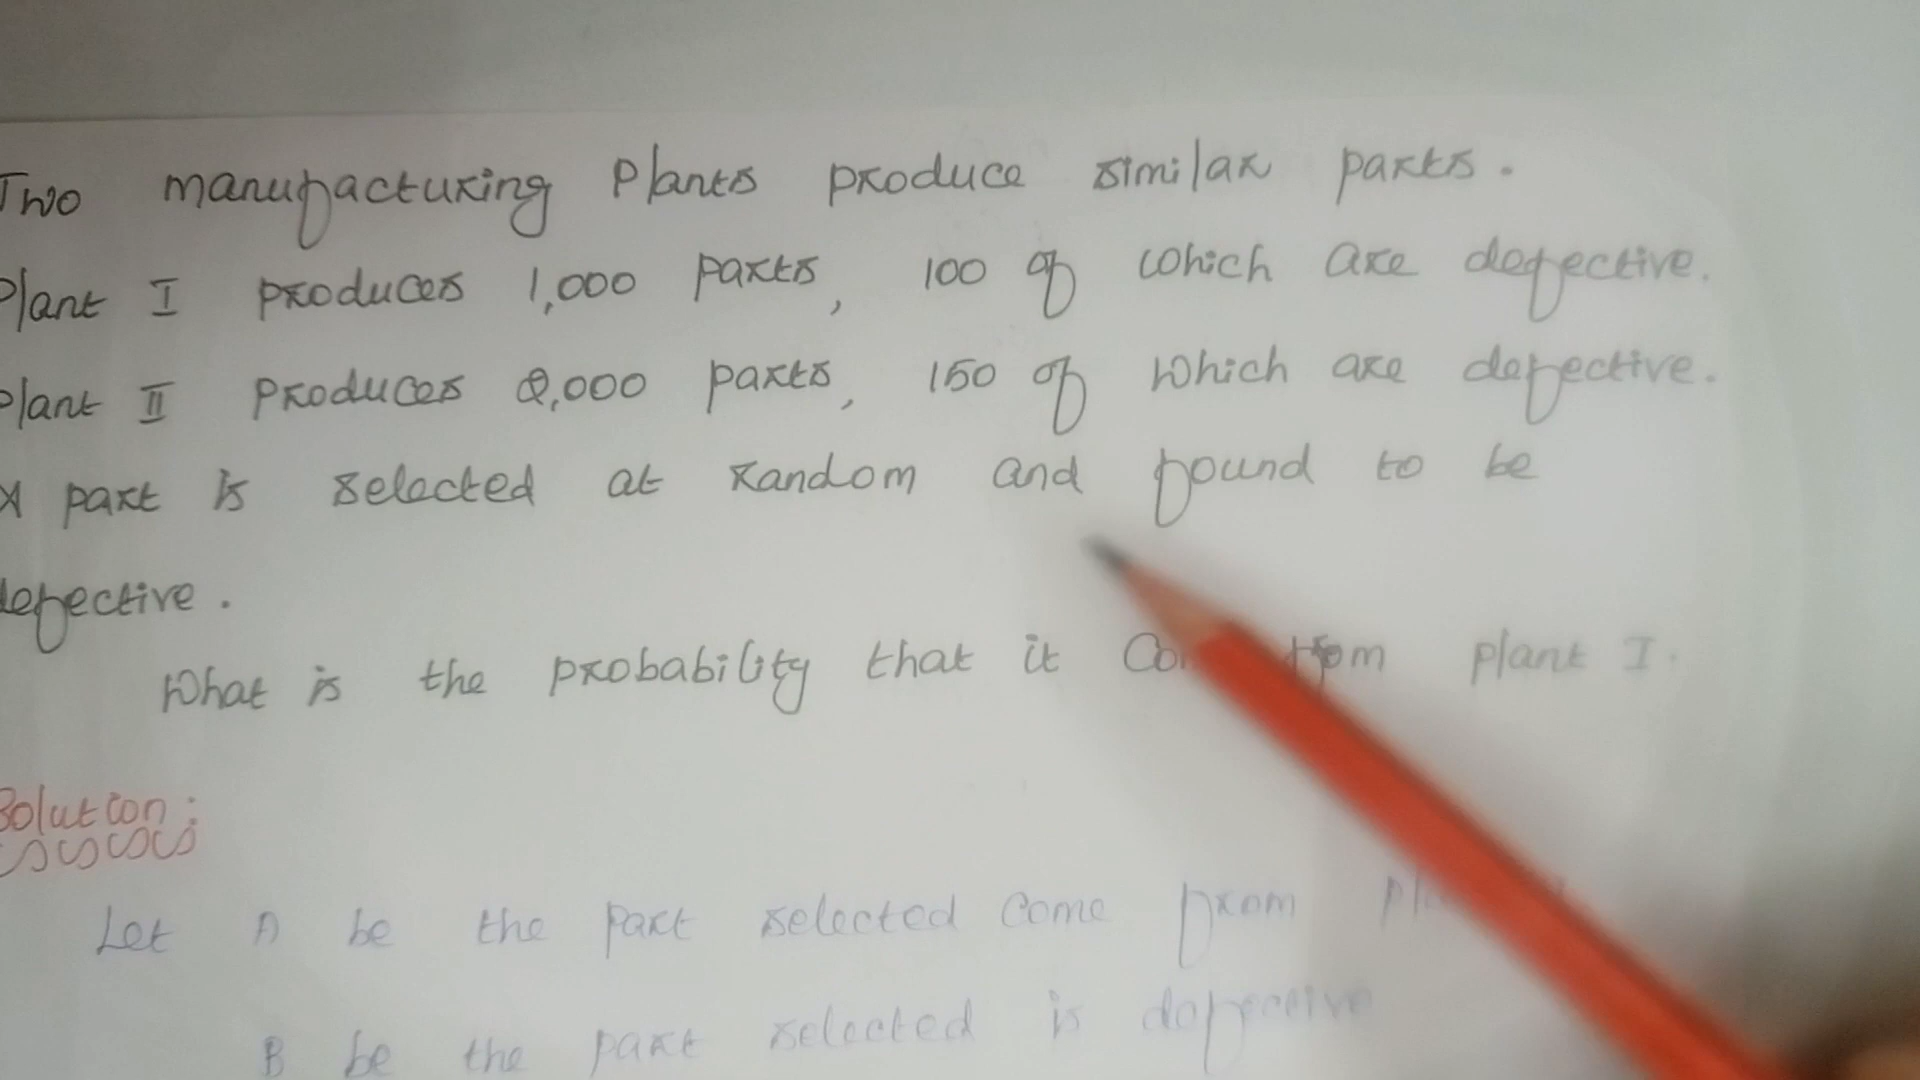 Two manufacturing Plants produce similar parts.
Plant I produces 1,000 parts, 100 of which are defective.
Plant II Produces 2,000 parts, 150 of which are defective.
A part is selected at random and found to be
defective.
What is the probability that it from plant I.
Solution:
Let A be the part selected come from
B be the part selected is defective